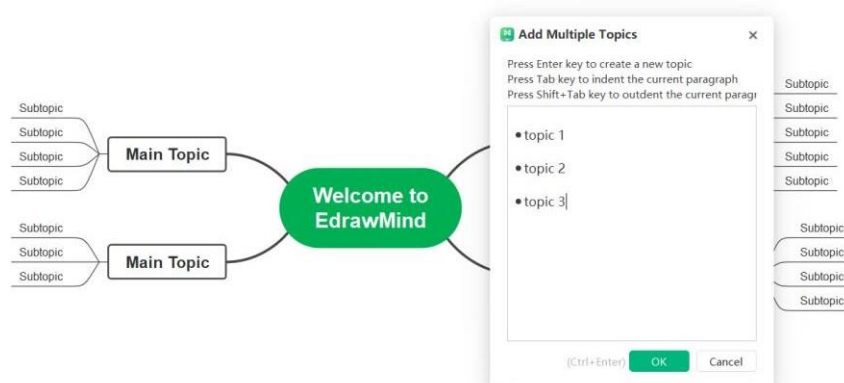 Subtopic
Subtopic
Subtopic
Subtopic
Main Topic
Subtopic
Subtopic
Subtopic
Main Topic
Welcome to
EdrawMind
Add Multiple Topics
Press Enter key to create a new topic
Press Tab key to indent the current paragraph
Press Shift+Tab key to outdent the current paragr
• topic 1
• topic 2
• topic 3
(Ctrl+Enter) OK Cancel
Subtopic
Subtopic
Subtopic
Subtopic
Subtopic
Subtopic
Subtopic
Subtopic
Subtopic